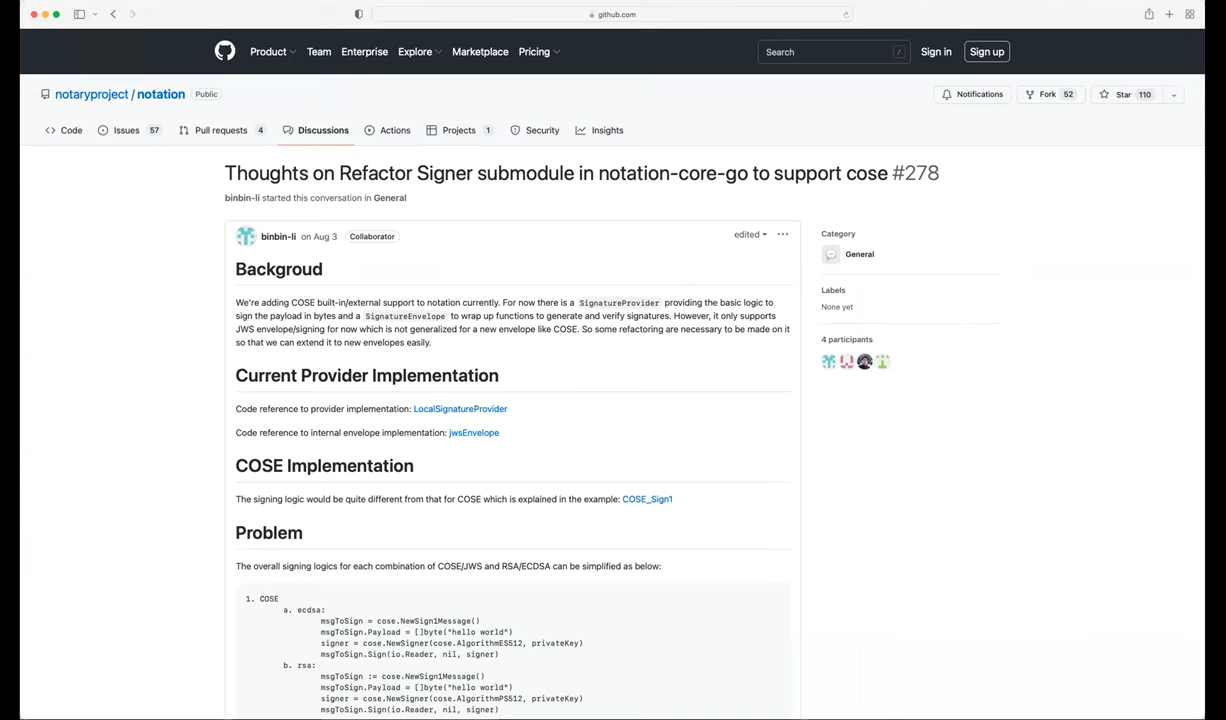 github.com
Product Team Enterprise Explore Marketplace Pricing Search / Sign in Sign up
notaryproject / notation Public Notifications Fork 52 Star 110
Code Issues 57 Pull requests 4 Discussions Actions Projects 1 Security Insights
Thoughts on Refactor Signer submodule in notation-core-go to support cose #278
binbin-li started this conversation in General
binbin-li on Aug 3 Collaborator edited
Backgroud
We're adding COSE built-in/external support to notation currently. For now there is a SignatureProvider providing the basic logic to
sign the payload in bytes and a SignatureEnvelope to wrap up functions to generate and verify signatures. However, it only supports
JWS envelope/signing for now which is not generalized for a new envelope like COSE. So some refactoring are necessary to be made on it
so that we can extend it to new envelopes easily.
Current Provider Implementation
Code reference to provider implementation: LocalSignatureProvider
Code reference to internal envelope implementation: jwsEnvelope
COSE Implementation
The signing logic would be quite different from that for COSE which is explained in the example: COSE_Sign1
Problem
The overall signing logics for each combination of COSE/JWS and RSA/ECDSA can be simplified as below:
1. COSE
a. ecdsa:
msgToSign = cose.NewSign1Message()
msgToSign.Payload = []byte("hello world")
signer = cose.NewSigner(cose.AlgorithmES512, privateKey)
msgToSign.Sign(io.Reader, nil, signer)
b. rsa:
msgToSign := cose.NewSign1Message()
msgToSign.Payload = []byte("hello world")
signer = cose.NewSigner(cose.AlgorithmPS512, privateKey)
msgToSign.Sign(io.Reader, nil, signer)
Category
General
Labels
None yet
4 participants